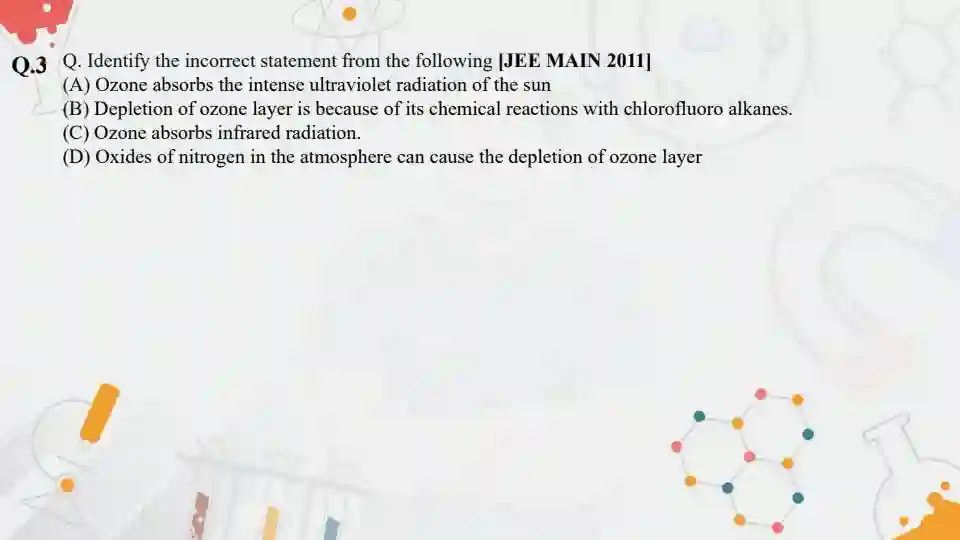 Q.3 Q. Identify the incorrect statement from the following [JEE MAIN 2011]
(A) Ozone absorbs the intense ultraviolet radiation of the sun
(B) Depletion of ozone layer is because of its chemical reactions with chlorofluoro alkanes.
(C) Ozone absorbs infrared radiation.
(D) Oxides of nitrogen in the atmosphere can cause the depletion of ozone layer